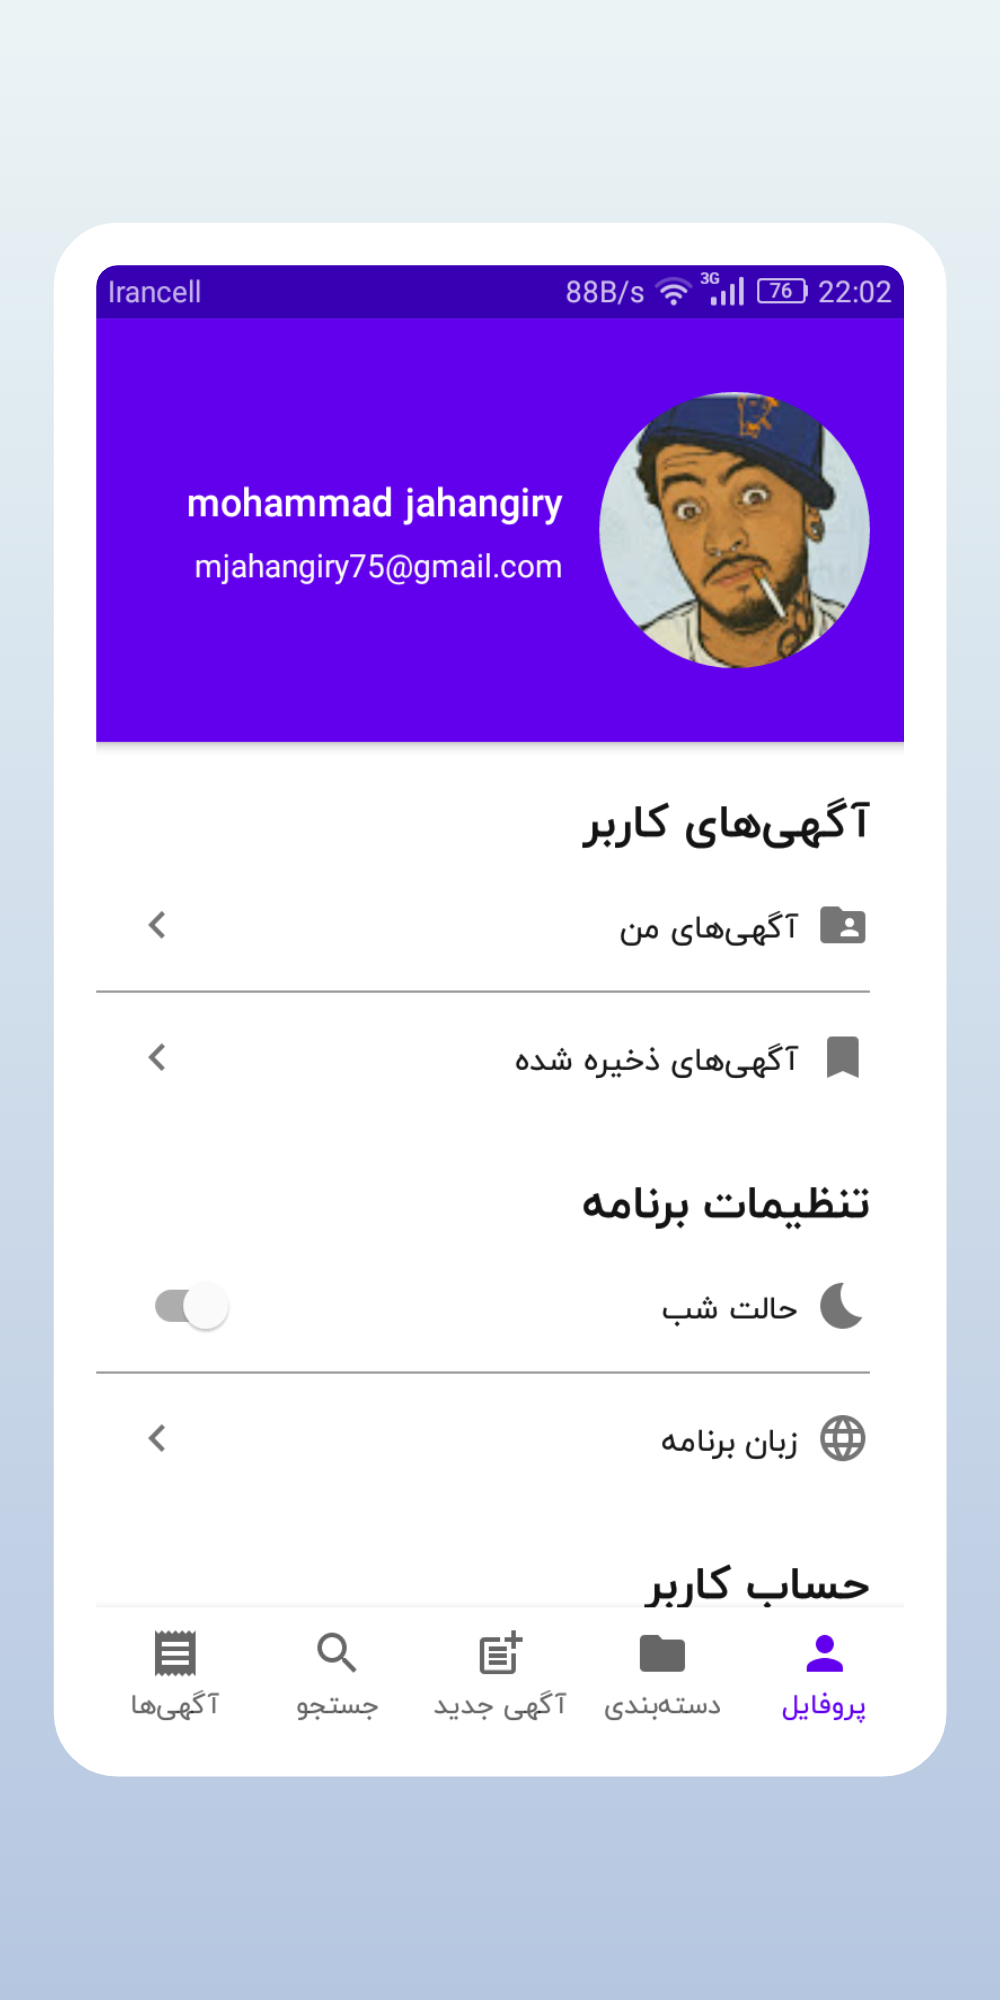 Irancell 88B/s 3G 76 22:02
mohammad jahangiry
mjahangiry75@gmail.com
آگهی‌های کاربر
آگهی‌های من
آگهی‌های ذخیره شده
تنظیمات برنامه
حالت شب
زبان برنامه
حساب کاربر
پروفایل دسته‌بندی آگهی جدید جستجو آگهی‌ها